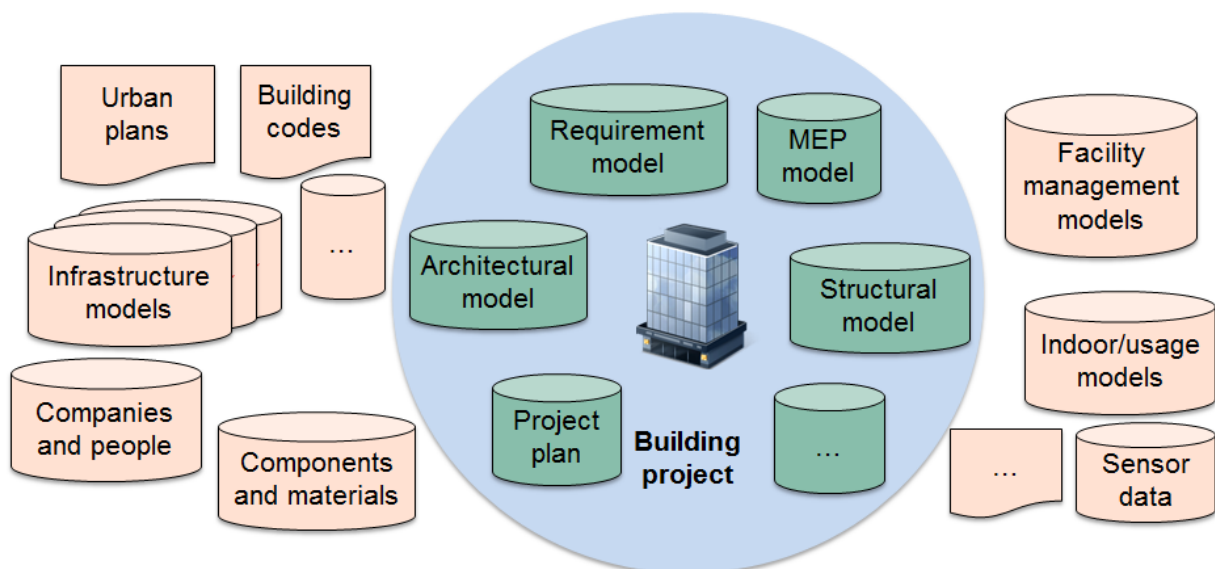 Urban
plans
Building
codes
…
Infrastructure
models
Companies
and people
Components
and materials
Requirement
model
MEP
model
Architectural
model
Structural
model
Project
plan
Building
project
…
Facility
management
models
Indoor/usage
models
…
Sensor
data